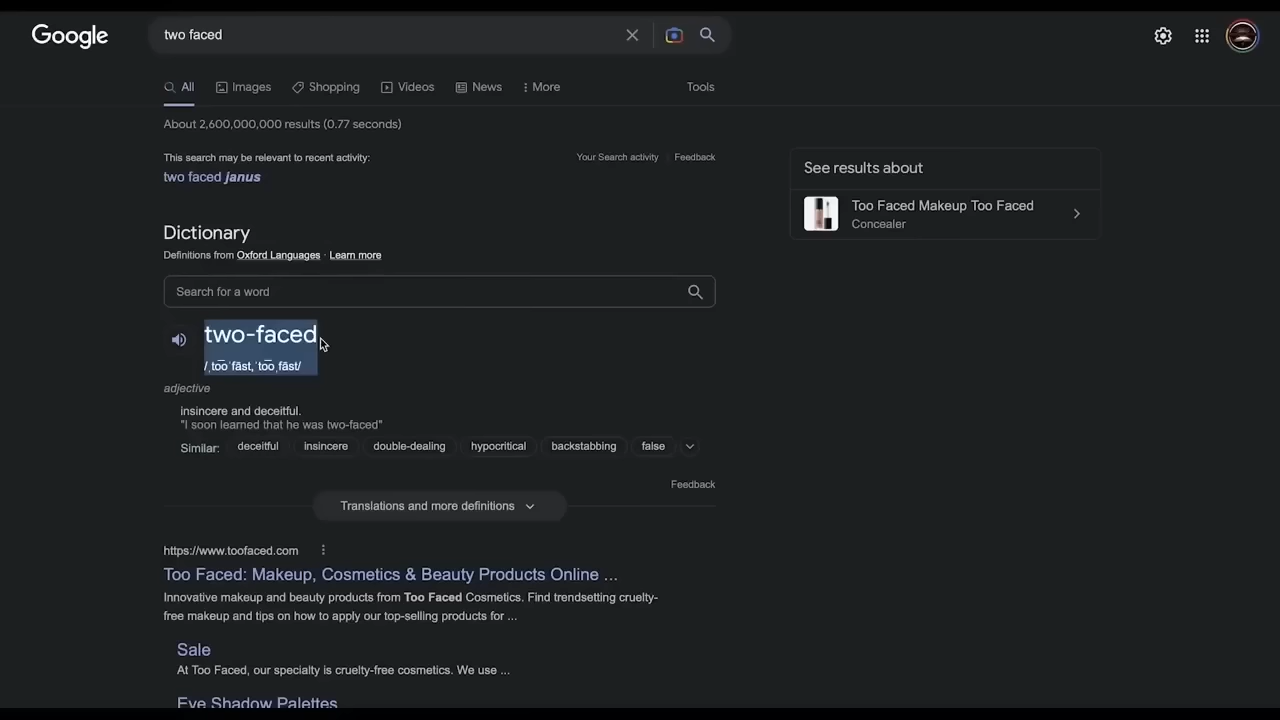 Google
two faced
All Images Shopping Videos News More Tools
About 2,600,000,000 results (0.77 seconds)
This search may be relevant to recent activity: Your Search activity Feedback
two faced janus
See results about
Too Faced Makeup Too Faced
Concealer
Dictionary
Definitions from Oxford Languages · Learn more
Search for a word
two-faced
/ˌto͞oˈfāst,ˈto͞oˌfāst/
adjective
insincere and deceitful.
"I soon learned that he was two-faced"
Similar: deceitful insincere double-dealing hypocritical backstabbing false
Feedback
Translations and more definitions
https://www.toofaced.com
Too Faced: Makeup, Cosmetics & Beauty Products Online ...
Innovative makeup and beauty products from Too Faced Cosmetics. Find trendsetting cruelty-
free makeup and tips on how to apply our top-selling products for ...
Sale
At Too Faced, our specialty is cruelty-free cosmetics. We use ...
Eye Shadow Palettes